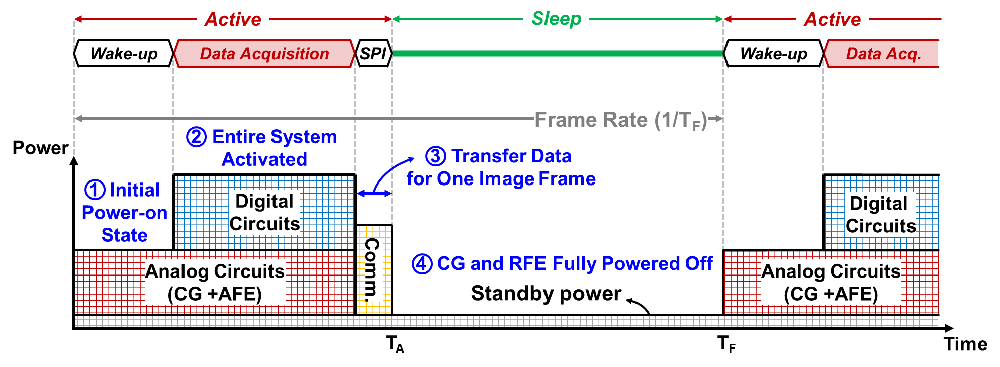 Active
Sleep
Active
Wake-up
Data Acquisition
SPI
Wake-up
Data Acq.
Frame Rate (1/TF)
② Entire System
Activated
Power
③ Transfer Data
for One Image Frame
① Initial
Power-on
State
Digital
Circuits
Digital
Circuits
Comm.
④ CG and RFE Fully Powered Off
Analog Circuits
(CG +AFE)
Standby power
Analog Circuits
(CG +AFE)
TA
TF
Time